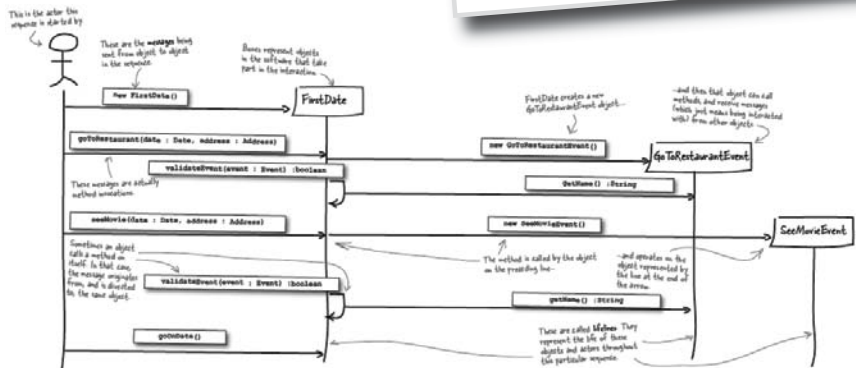 This is the actor this
sequence is started by
These are the messages being
sent from object to object
in the sequence.
Boxes represent objects
in the software that take
part in the interaction.
new FirstDate()
FirstDate
FirstDate creates a new
GoToRestaurantEvent object...
...and then that object can call
methods, and receive messages
(which just means being interacted
with) from other objects
goToRestaurant(date : Date, address : Address)
new GoToRestaurantEvent()
GoToRestaurantEvent
validateEvent(event : Event) :boolean
These messages are actually
method invocations.
getName() :String
seeMovie(date : Date, address : Address)
new SeeMovieEvent()
SeeMovieEvent
Sometimes an object
calls a method on
itself. In that case,
the message originates
from, and is directed
to, the same object.
The method is called by the object
on the preceding line...
...and operates on the
object represented by
the line at the end of
the arrow.
validateEvent(event : Event) :boolean
getName() :String
goOnDate()
These are called lifelines. They
represent the life of these
objects and actors throughout
this particular sequence.